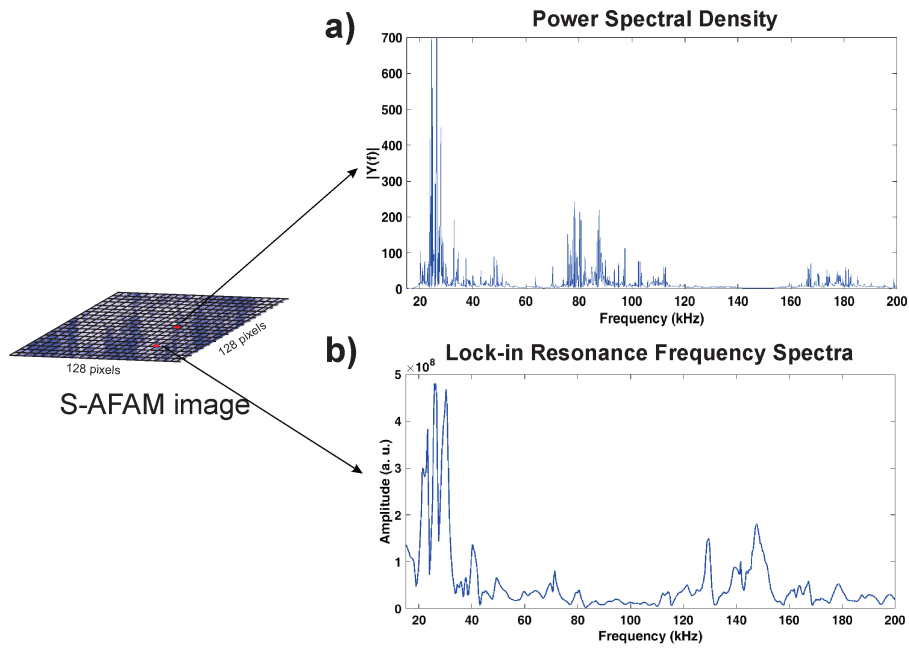 a)
Power Spectral Density
700
600
500
400
300
200
100
0
|Y(f)|
20 40 60 80 100 120 140 160 180 200
Frequency (kHz)
128 pixels
128 pixels
S-AFAM image
b)
Lock-in Resonance Frequency Spectra
×10⁸
5
4
3
2
1
0
Amplitude (a. u.)
20 40 60 80 100 120 140 160 180 200
Frequency (kHz)